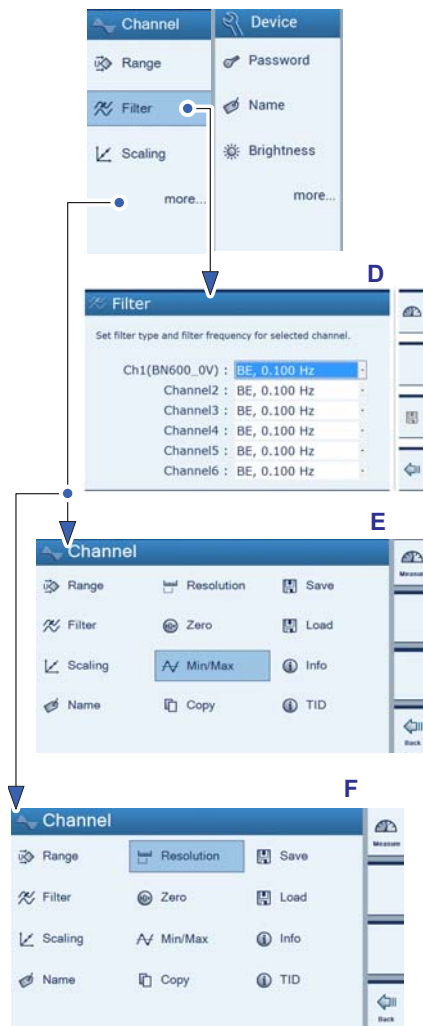 Channel
Device
Range
Password
Filter
Name
Scaling
Brightness
more...
more...
D
Filter
Set filter type and filter frequency for selected channel.
Ch1(BN600_0V) : BE, 0.100 Hz
Channel2 : BE, 0.100 Hz
Channel3 : BE, 0.100 Hz
Channel4 : BE, 0.100 Hz
Channel5 : BE, 0.100 Hz
Channel6 : BE, 0.100 Hz
E
Channel
Measure
Range Resolution Save
Filter Zero Load
Scaling Min/Max Info
Name Copy TID
Back
F
Channel
Measure
Range Resolution Save
Filter Zero Load
Scaling Min/Max Info
Name Copy TID
Back